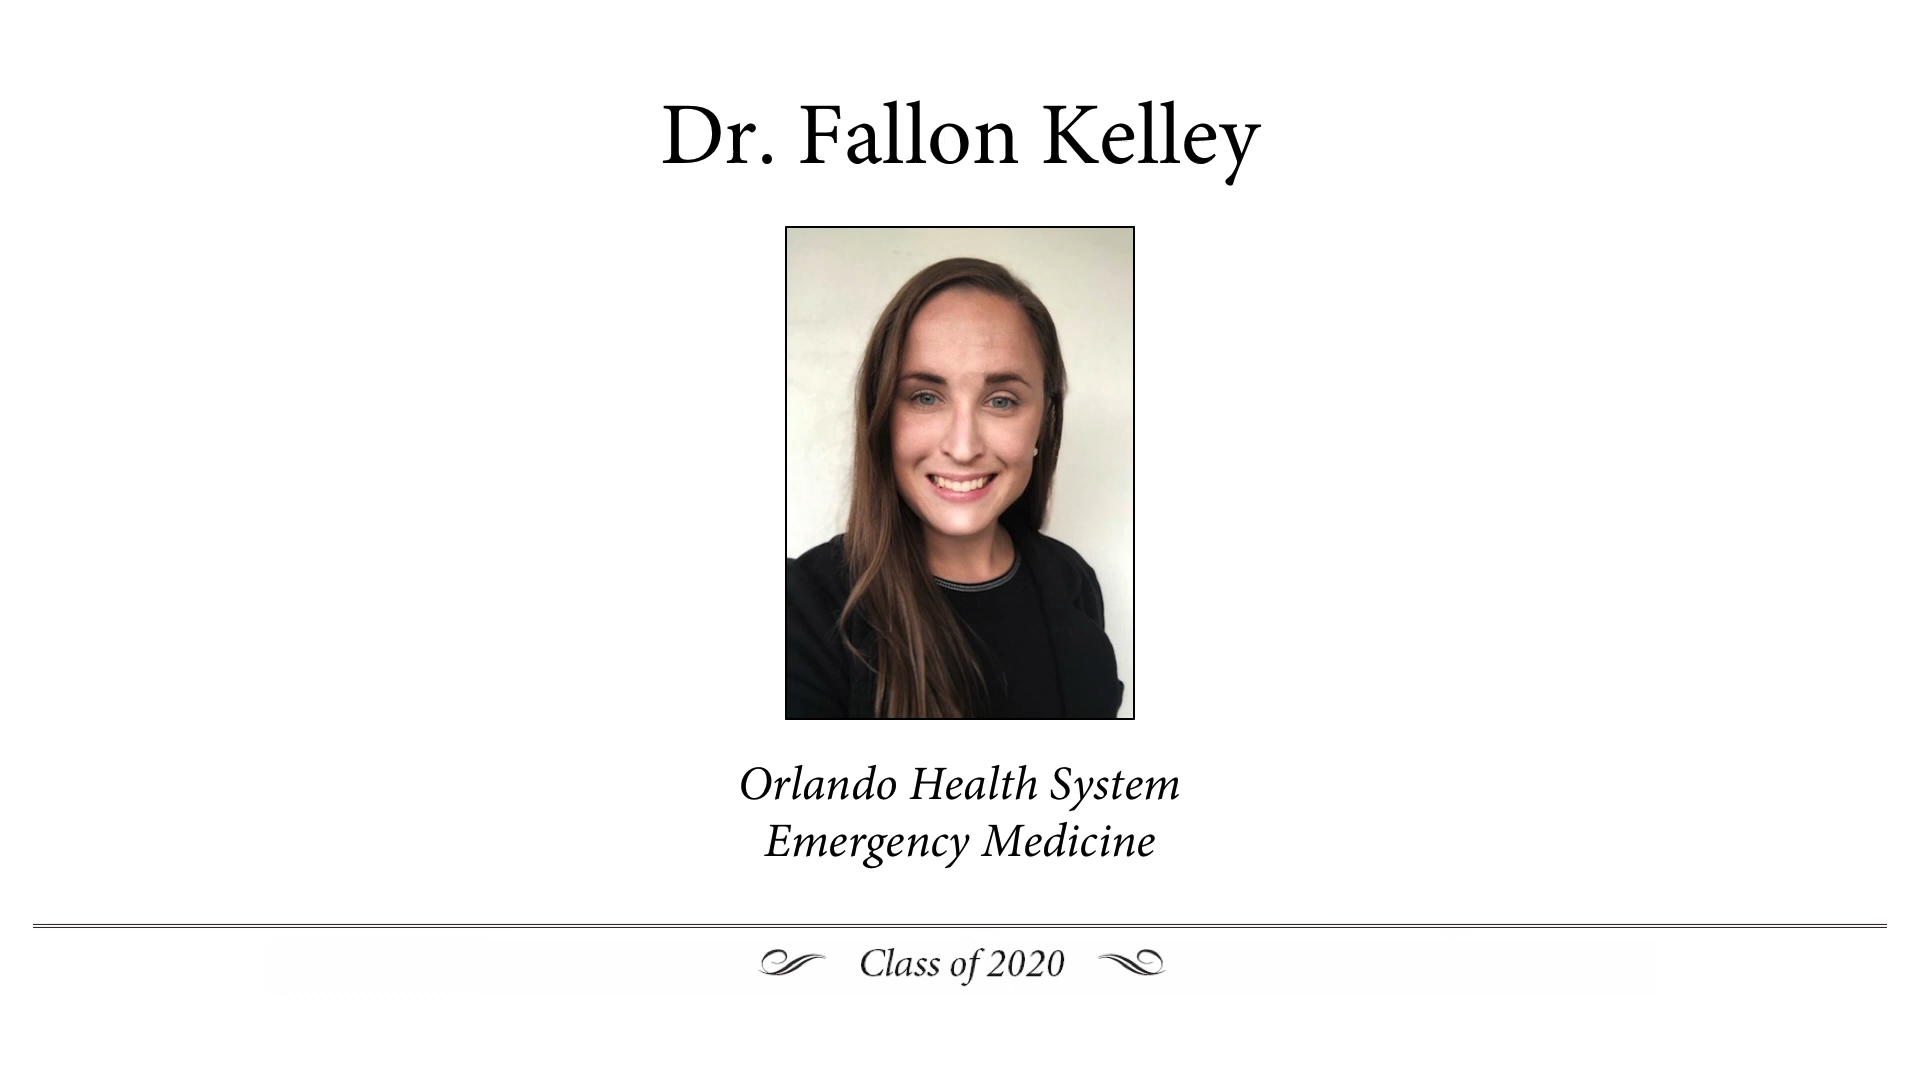 Dr. Fallon Kelley
Orlando Health System
Emergency Medicine
Class of 2020